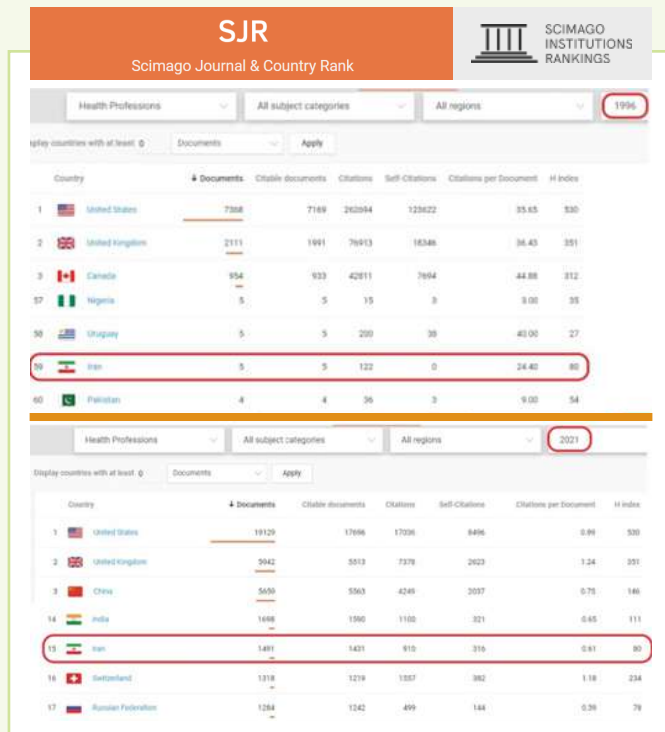 SJR
Scimago Journal & Country Rank
SCIMAGO
INSTITUTIONS
RANKINGS
Health Professions All subject categories All regions 1996
splay countries with at least 0 Documents Apply
Country Documents Citable documents Citations Self-Citations Citations per Document H index
1 United States 7368 7169 262694 123622 35.65 530
2 United Kingdom 2111 1991 76913 18346 36.43 351
3 Canada 954 933 42811 7694 44.88 312
57 Nigeria 5 5 15 3 3.00 35
58 Uruguay 5 5 200 38 40.00 27
59 Iran 5 5 122 0 24.40 80
60 Pakistan 4 4 36 3 9.00 54
Health Professions All subject categories All regions 2021
Display countries with at least 0 Documents Apply
Country Documents Citable documents Citations Self-Citations Citations per Document H index
1 United States 19129 17696 17036 8496 0.89 530
2 United Kingdom 5942 5513 7378 2623 1.24 351
3 China 5650 5563 4249 2037 0.75 146
14 India 1698 1590 1100 321 0.65 111
15 Iran 1491 1421 910 316 0.61 80
16 Switzerland 1318 1219 1557 382 1.18 234
17 Russian Federation 1284 1242 499 144 0.39 78